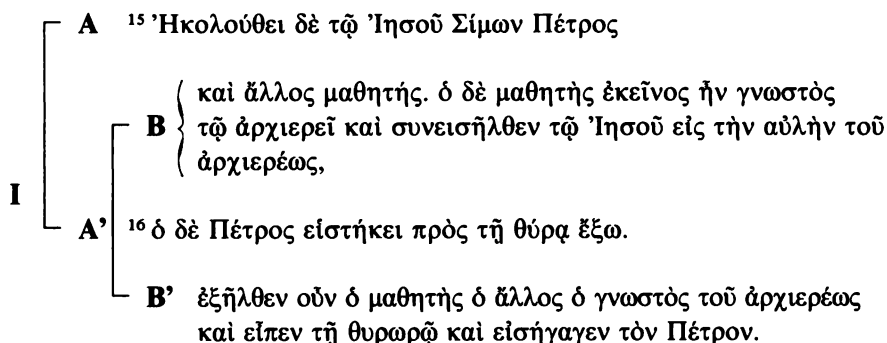 A 15 Ἠκολούθει δὲ τῷ Ἰησοῦ Σίμων Πέτρος
καὶ ἄλλος μαθητής. ὁ δὲ μαθητὴς ἐκεῖνος ἦν γνωστὸς
B τῷ ἀρχιερεῖ καὶ συνεισῆλθεν τῷ Ἰησοῦ εἰς τὴν αὐλὴν τοῦ
ἀρχιερέως,
I
A' 16 ὁ δὲ Πέτρος εἱστήκει πρὸς τῇ θύρᾳ ἔξω.
B' ἐξῆλθεν οὖν ὁ μαθητὴς ὁ ἄλλος ὁ γνωστὸς τοῦ ἀρχιερέως
καὶ εἶπεν τῇ θυρωρῷ καὶ εἰσήγαγεν τὸν Πέτρον.